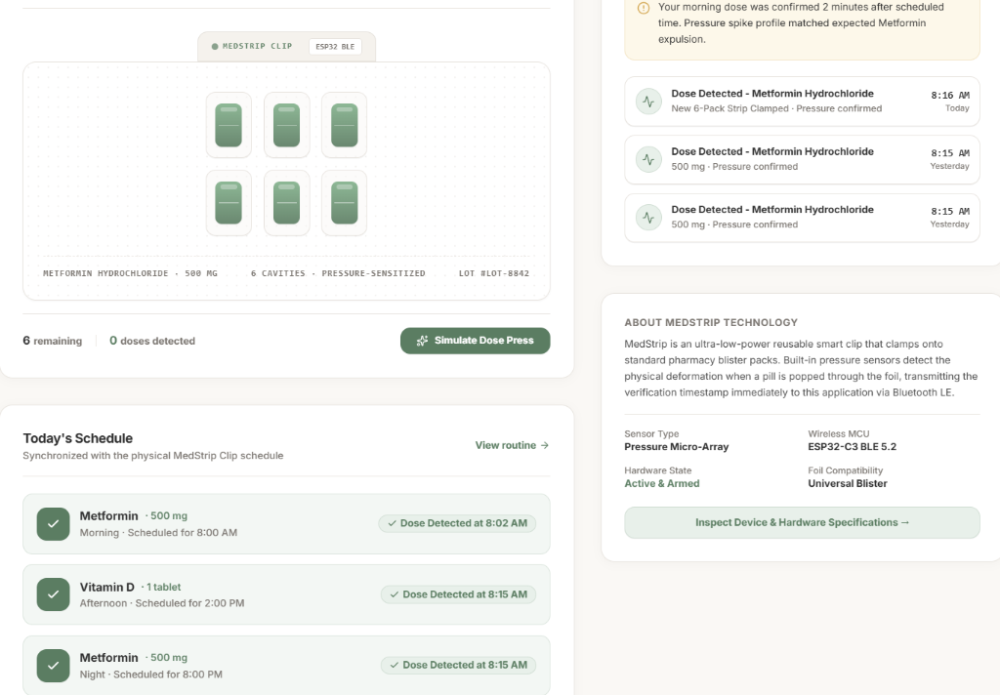 MEDSTRIP CLIP ESP32 BLE
METFORMIN HYDROCHLORIDE · 500 MG 6 CAVITIES · PRESSURE-SENSITIZED LOT #LOT-8842
6 remaining 0 doses detected Simulate Dose Press
Today's Schedule
Synchronized with the physical MedStrip Clip schedule
View routine →
Metformin · 500 mg
Morning · Scheduled for 8:00 AM
✓ Dose Detected at 8:02 AM
Vitamin D · 1 tablet
Afternoon · Scheduled for 2:00 PM
✓ Dose Detected at 8:15 AM
Metformin · 500 mg
Night · Scheduled for 8:00 PM
✓ Dose Detected at 8:15 AM
Your morning dose was confirmed 2 minutes after scheduled
time. Pressure spike profile matched expected Metformin
expulsion.
Dose Detected - Metformin Hydrochloride 8:16 AM
New 6-Pack Strip Clamped · Pressure confirmed Today
Dose Detected - Metformin Hydrochloride 8:15 AM
500 mg · Pressure confirmed Yesterday
Dose Detected - Metformin Hydrochloride 8:15 AM
500 mg · Pressure confirmed Yesterday
ABOUT MEDSTRIP TECHNOLOGY
MedStrip is an ultra-low-power reusable smart clip that clamps onto
standard pharmacy blister packs. Built-in pressure sensors detect the
physical deformation when a pill is popped through the foil, transmitting the
verification timestamp immediately to this application via Bluetooth LE.
Sensor Type Wireless MCU
Pressure Micro-Array ESP32-C3 BLE 5.2
Hardware State Foil Compatibility
Active & Armed Universal Blister
Inspect Device & Hardware Specifications →